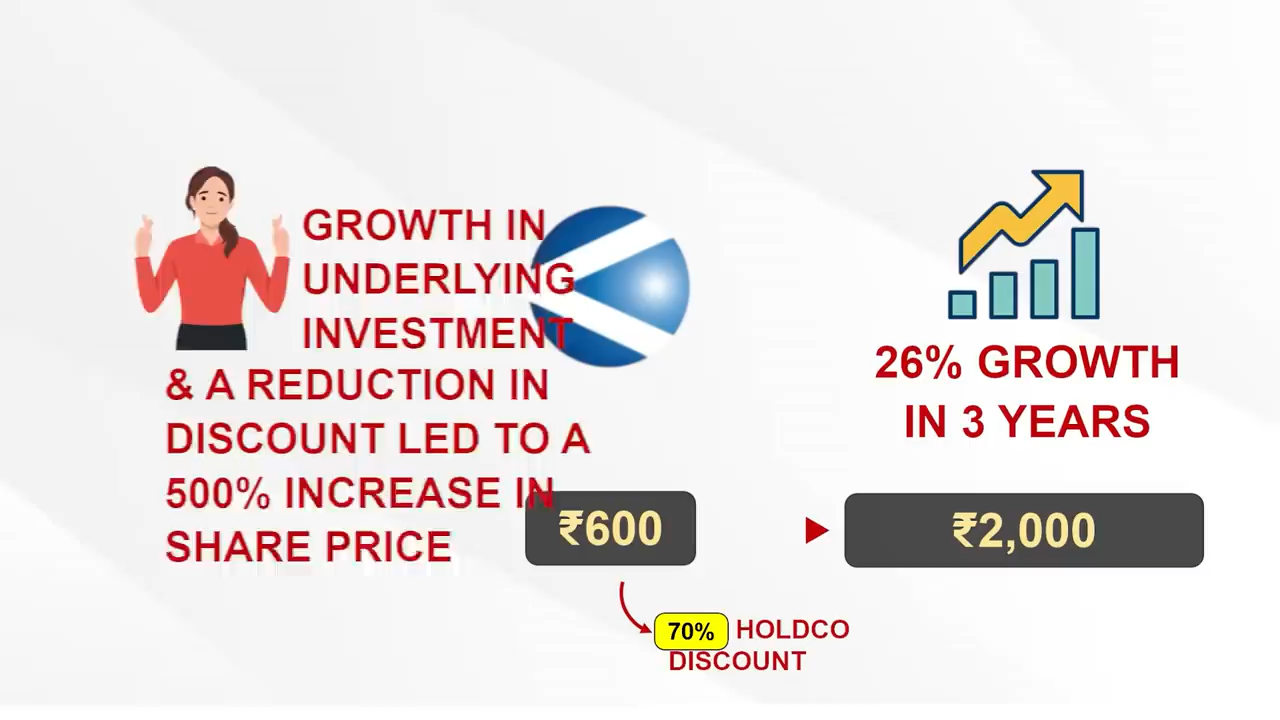 GROWTH IN
UNDERLYING
INVESTMENT
& A REDUCTION IN
DISCOUNT LED TO A
500% INCREASE IN
SHARE PRICE
26% GROWTH
IN 3 YEARS
₹600
₹2,000
70% HOLDCO
DISCOUNT